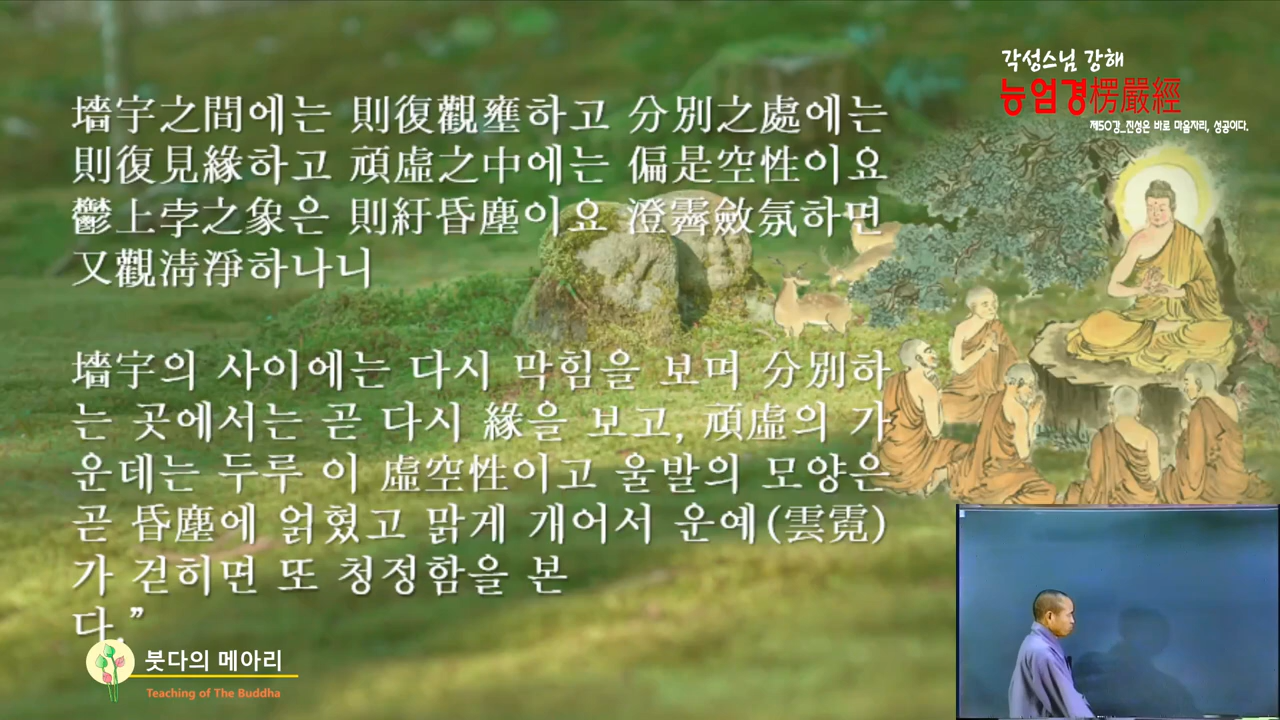 각성스님 강해
능엄경楞嚴經
제50강_진성은 바로 마음자리, 성공이다.
墻宇之間에는 則復觀壅하고 分別之處에는
則復見緣하고 頑虛之中에는 偏是空性이요
鬱𡋯之象은 則紆昏塵이요 澄霽斂氛하면
又觀淸淨하나니
墻宇의 사이에는 다시 막힘을 보며 分別하
는 곳에서는 곧 다시 緣을 보고, 頑虛의 가
운데는 두루 이 虛空性이고 울발의 모양은
곧 昏塵에 얽혔고 맑게 개어서 운예(雲霓)
가 걷히면 또 청정함을 본
다.”
붓다의 메아리
Teaching of The Buddha